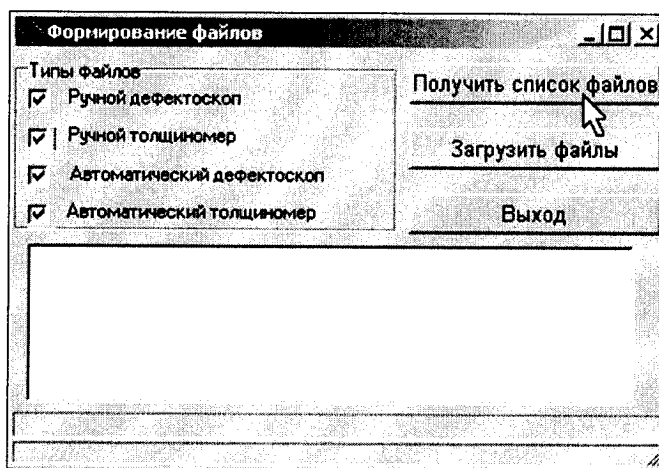 Формирование файлов
Типы файлов
Ручной дефектоскоп
Ручной толщиномер
Автоматический дефектоскоп
Автоматический толщиномер
Получить список файлов
Загрузить файлы
Выход